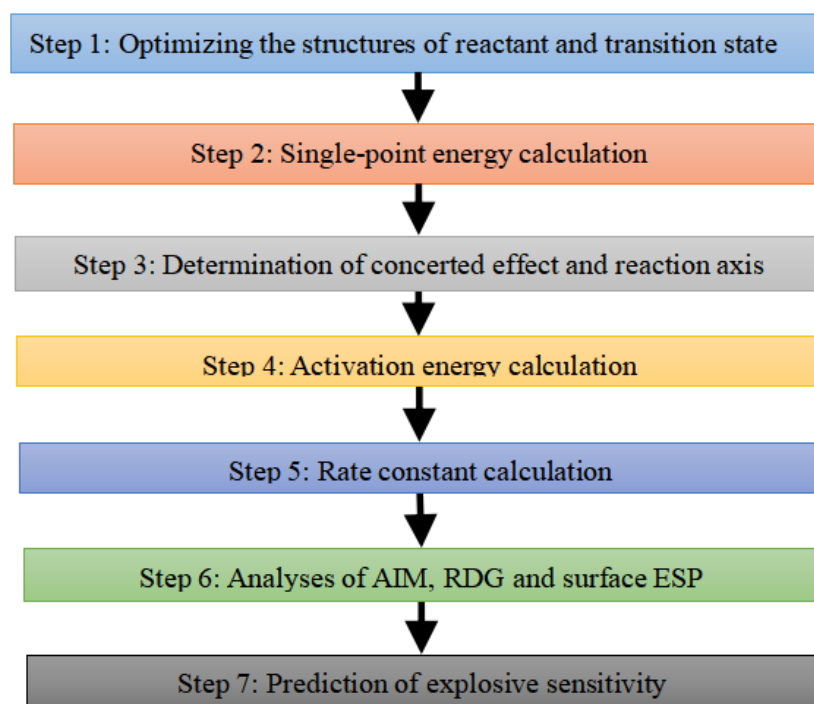 Step 1: Optimizing the structures of reactant and transition state
Step 2: Single-point energy calculation
Step 3: Determination of concerted effect and reaction axis
Step 4: Activation energy calculation
Step 5: Rate constant calculation
Step 6: Analyses of AIM, RDG and surface ESP
Step 7: Prediction of explosive sensitivity